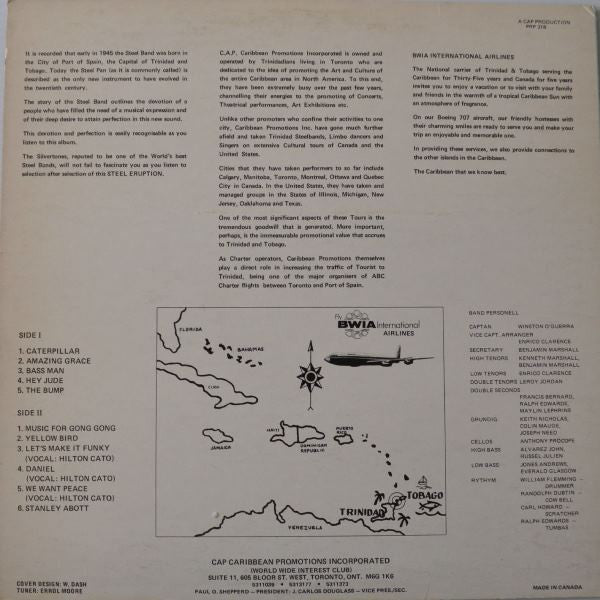 A CAP PRODUCTION
PRP 378
It is recorded that early in 1945 the Steel Band was born
in the City of Port of Spain, the Capital of Trinidad and
Tobago. Today the Steel Pan (as it is commonly called) is
described as the only new instrument to have evolved in
the twentieth century.
The story of the Steel Band outlines the devotion of a
people who have filled the need of a musical expression and
of their deep desire to attain perfection in this new sound.
This devotion and perfection is easily recognisable as you
listen to this album.
The Silvertones, reputed to be one of the World's best
Steel Bands, will not fail to fascinate you as you listen to
selection after selection of this STEEL ERUPTION.
C.A.P. Caribbean Promotions Incorporated is owned and
operated by Trinidadians living in Toronto who are
dedicated to the idea of promoting the Art and Culture of
the entire Caribbean area in North America. To this end,
they have been extremely busy over the past few years,
channelling their energies to the promoting of Concerts,
Theatrical performances, Art Exhibitions etc.
Unlike other promoters who confine their activities to one
city, Caribbean Promotions Inc. have gone much further
afield and taken Trinidad Steelbands, Limbo dancers and
Singers on extensive Cultural tours of Canada and the
United States.
Cities that they have taken performers to so far include
Calgary, Manitoba, Toronto, Montreal, Ottawa and Quebec
City in Canada. In the United States, they have taken and
managed groups in the States of Illinois, Michigan, New
Jersey, Oaklahoma and Texas.
One of the most significant aspects of these Tours is the
tremendous goodwill that is generated. More important,
perhaps, is the immeasurable promotional value that accrues
to Trinidad and Tobago.
As Charter operators, Caribbean Promotions themselves
play a direct role in increasing the traffic of Tourist to
Trinidad, being one of the major organisers of ABC
Charter flights between Toronto and Port of Spain.
BWIA INTERNATIONAL AIRLINES
The National carrier of Trinidad & Tobago serving the
Caribbean for Thirty-Five years and Canada for five years
invites you to enjoy a vacation or to visit with your family
and friends in the warmth of a tropical Caribbean Sun with
an atmosphere of fragrance.
On our Boeing 707 aircraft, our friendly hostesses with
their charming smiles are ready to serve you and make your
trip an enjoyable and memorable one.
In providing these services, we also provide connections to
the other islands in the Caribbean.
The Caribbean that we know best.
SIDE I
1. CATERPILLAR
2. AMAZING GRACE
3. BASS MAN
4. HEY JUDE
5. THE BUMP
SIDE II
1. MUSIC FOR GONG GONG
2. YELLOW BIRD
3. LET'S MAKE IT FUNKY
(VOCAL: HILTON CATO)
4. DANIEL
(VOCAL: HILTON CATO)
5. WE WANT PEACE
(VOCAL: HILTON CATO)
6. STANLEY ABOTT
Fly
BWIA International
AIRLINES
FLORIDA
BAHAMAS
CUBA
JAMAICA
HAITI
DOMINICAN
REPUBLIC
PUERTO
RICO
TOBAGO
TRINIDAD
VENEZUELA
BAND PERSONELL
CAPTAN WINSTON O'GUERRA
VICE CAPT. ARRANGER
ENRICO CLARENCE
SECRETARY BENJAMIN MARSHALL
HIGH TENORS KENNETH MARSHALL,
BENJAMIN MARSHALL
LOW TENORS ENRICO CLARENCE
DOUBLE TENORS LEROY JORDAN
DOUBLE SECONDS
FRANCIS BERNARD,
RALPH EDWARDS,
MAYLIN LEPHRINS
GRUNDIG KEITH NICHOLAS,
COLIN MAUGE,
JOSEPH NEEO
CELLOS ANTHONY PROCOPE
HIGH BASS ALVAREZ JOHN,
RUSSEL JULIEN
LOW BASS JONES ANDREWS,
EVERALD GLASGOW
RYTHYM WILLIAM FLEMMING –
DRUMMER
RANDOLPH DUBTIN –
COW BELL
CARL HOWARD –
SCRATCHER
RALPH EDWARDS –
TUMBAS
CAP CARIBBEAN PROMOTIONS INCORPORATED
(WORLD WIDE INTEREST CLUB)
SUITE 11, 605 BLOOR ST. WEST, TORONTO, ONT. M6G 1K6
5311039 • 5313177 • 5311373
PAUL O. SHEPPERD – PRESIDENT: J. CARLOS DOUGLASS – VICE PRES/SEC.
COVER DESIGN: W. DASH
TUNER: ERROL MOORE
MADE IN CANADA